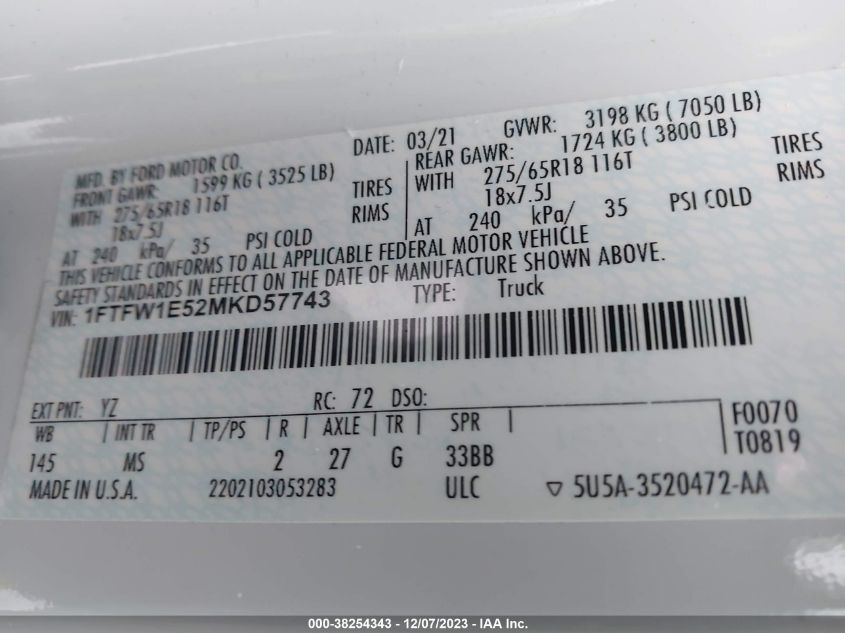 MFD. BY FORD MOTOR CO.
DATE: 03/21 GVWR: 3198 KG ( 7050 LB)
FRONT GAWR: 1599 KG ( 3525 LB)
WITH 275/65R18 116T TIRES
18x7.5J RIMS
AT 240 kPa/ 35 PSI COLD
REAR GAWR: 1724 KG ( 3800 LB)
WITH 275/65R18 116T TIRES
18x7.5J RIMS
AT 240 kPa/ 35 PSI COLD
THIS VEHICLE CONFORMS TO ALL APPLICABLE FEDERAL MOTOR VEHICLE
SAFETY STANDARDS IN EFFECT ON THE DATE OF MANUFACTURE SHOWN ABOVE.
VIN: 1FTFW1E52MKD57743 TYPE: Truck
EXT PNT: YZ RC: 72 DSO:
WB | INT TR | TP/PS | R | AXLE | TR | SPR |
145 MS 2 27 G 33BB
F0070
T0819
MADE IN U.S.A. 2202103053283 ULC ▽ 5U5A-3520472-AA
000-38254343 - 12/07/2023 - IAA Inc.